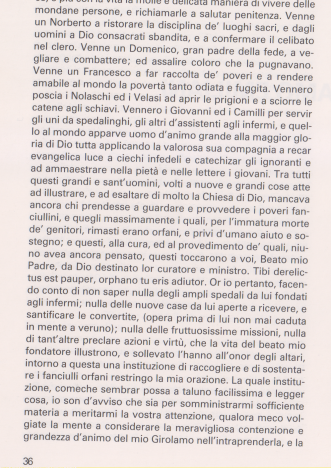 e, e più con la vita la molle e delicata maniera di vivere delle
mondane persone, e richiamarle a salutar penitenza. Venne
un Norberto a ristorare la disciplina de' luoghi sacri, e dagli
uomini a Dio consacrati sbandita, e a confermare il celibato
nel clero. Venne un Domenico, gran padre della fede, a ve-
gliare e combattere; ed assalire coloro che la pugnavano.
Venne un Francesco a far raccolta de' poveri e a rendere
amabile al mondo la povertà tanto odiata e fuggita. Vennero
poscia i Nolaschi ed i Velasi ad aprir le prigioni e a sciorre le
catene agli schiavi. Vennero i Giovanni ed i Camilli per servir
gli uni da spedalinghi, gli altri d'assistenti agli infermi, e quel-
lo al mondo apparve uomo d'animo grande alla maggior glo-
ria di Dio tutta applicando la valorosa sua compagnia a recar
evangelica luce a ciechi infedeli e catechizar gli ignoranti e
ad ammaestrare nella pietà e nelle lettere i giovani. Tra tutti
questi grandi e sant'uomini, volti a nuove e grandi cose atte
ad illustrare, e ad esaltare di molto la Chiesa di Dio, mancava
ancora chi prendesse a guardare e provvedere i poveri fan-
ciullini, e quegli massimamente i quali, per l'immatura morte
de' genitori, rimasti erano orfani, e privi d'umano aiuto e so-
stegno; e questi, alla cura, ed al provedimento de' quali, niu-
no avea ancora pensato, questi toccarono a voi, Beato mio
Padre, da Dio destinato lor curatore e ministro. Tibi derelic-
tus est pauper, orphano tu eris adiutor. Or io pertanto, facen-
do conto di non saper nulla degli ampli spedali da lui fondati
agli infermi; nulla delle nuove case da lui aperte a ricevere, e
santificare le convertite, (opera prima di lui non mai caduta
in mente a veruno); nulla delle fruttuosissime missioni, nulla
di tant'altre preclare azioni e virtù, che la vita del beato mio
fondatore illustrono, e sollevato l'hanno all'onor degli altari,
intorno a questa una instituzione di raccogliere e di sostenta-
re i fanciulli orfani restringo la mia orazione. La quale institu-
zione, comeche sembrar possa a taluno facilissima e legger
cosa, io son d'avviso che sia per somministrarmi sufficiente
materia a meritarmi la vostra attenzione, qualora meco vol-
giate la mente a considerare la meravigliosa contenzione e
grandezza d'animo del mio Girolamo nell'intraprenderla, e la
36